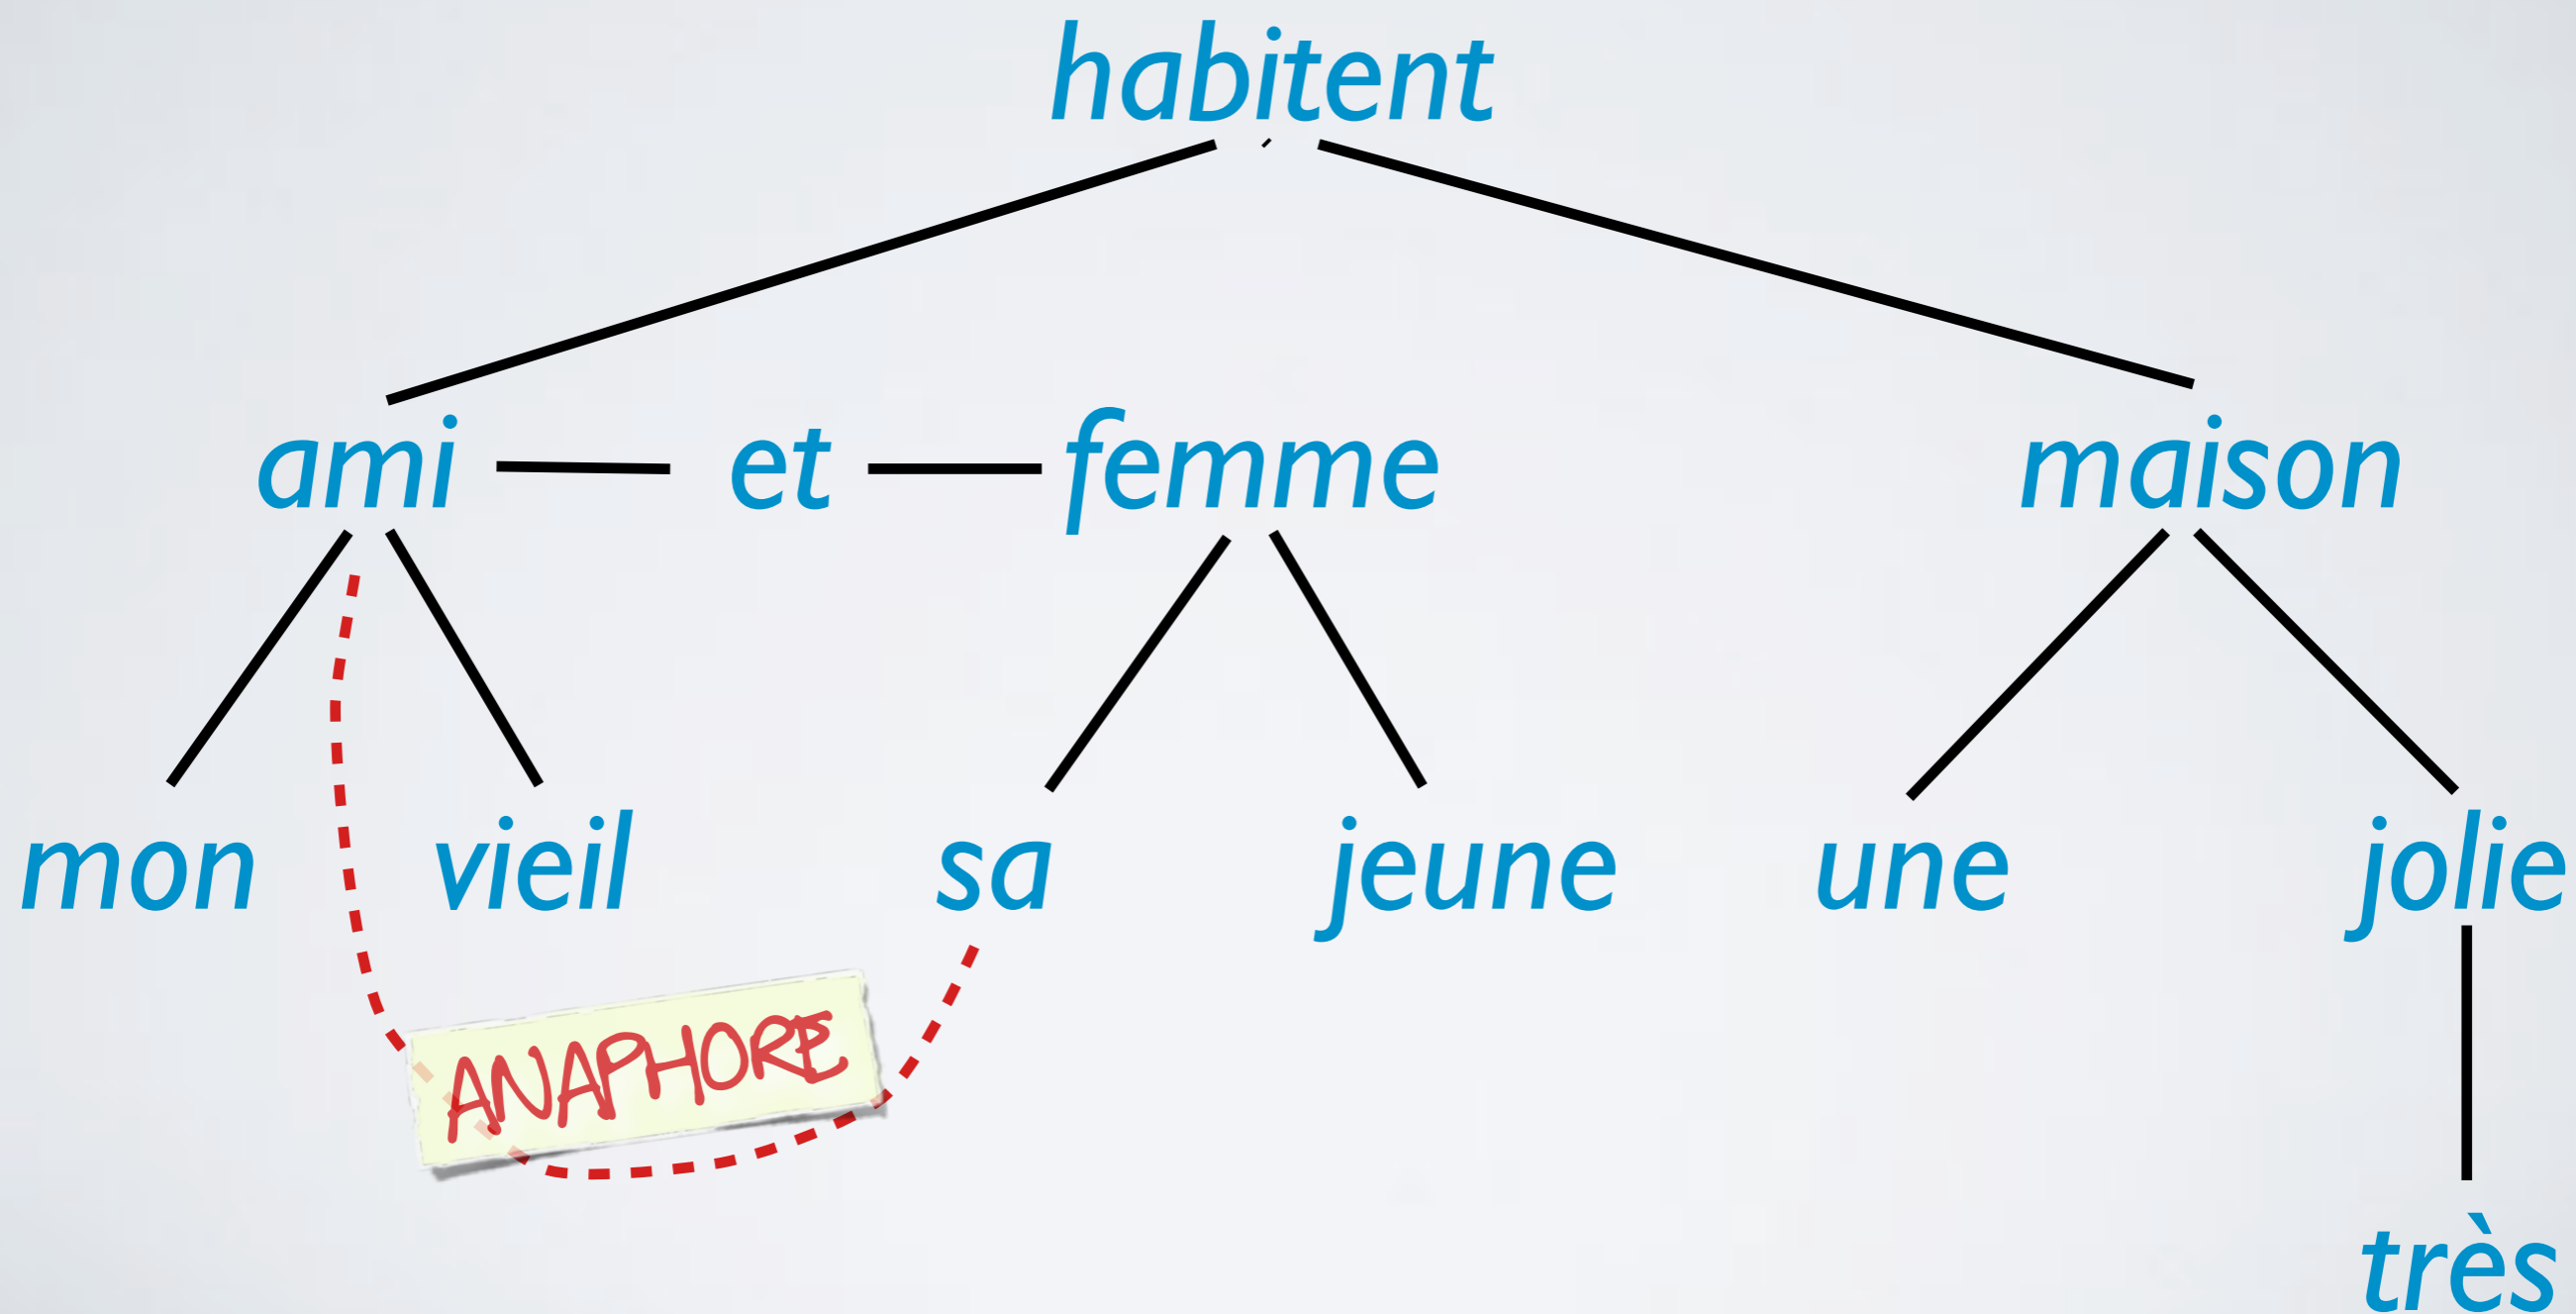 habitent
ami et femme maison
mon vieil sa jeune une jolie
ANAPHORE
très